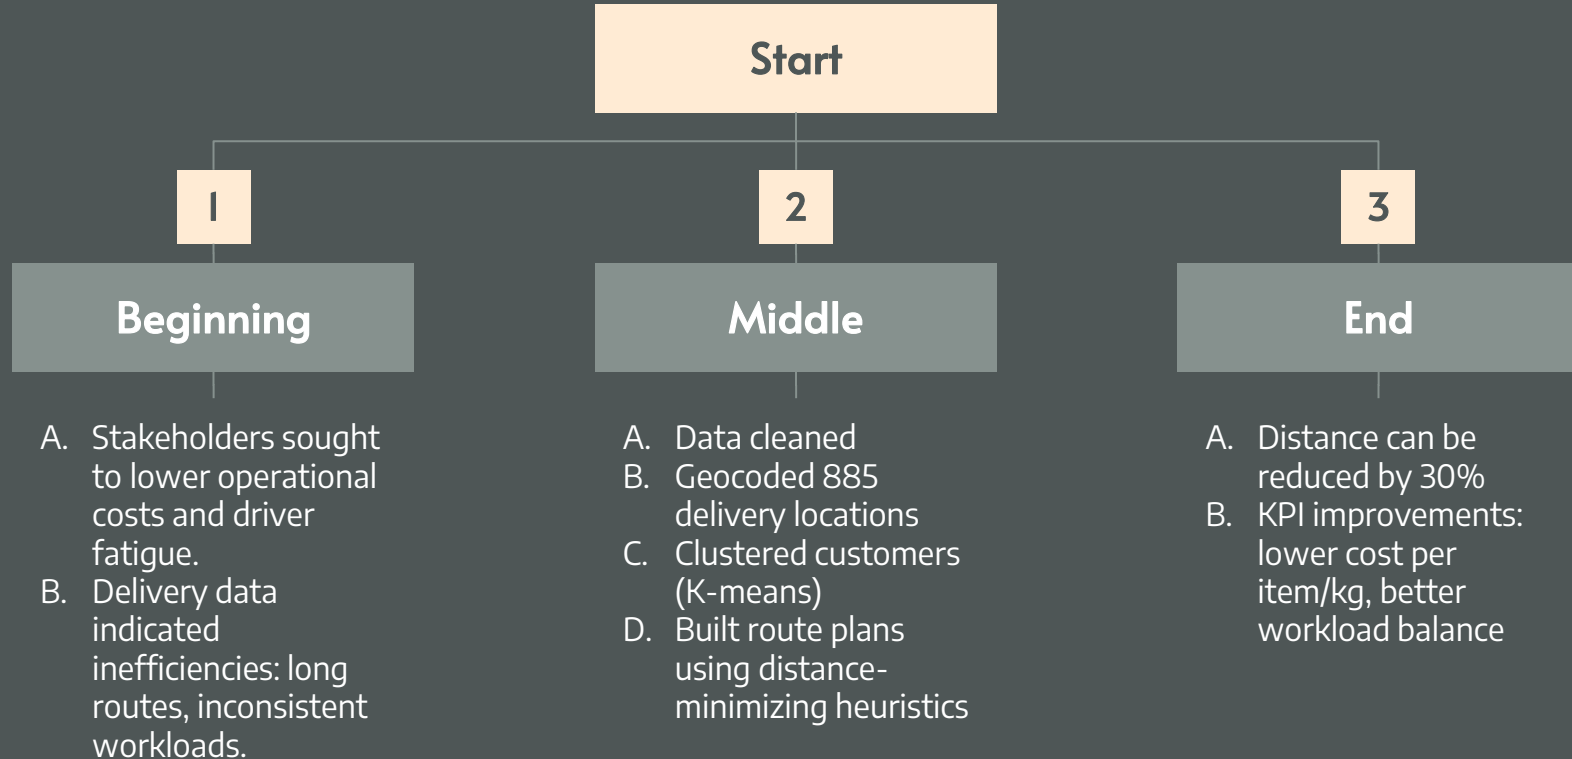 Start
1
Beginning
A. Stakeholders sought
to lower operational
costs and driver
fatigue.
B. Delivery data
indicated
inefficiencies: long
routes, inconsistent
workloads.
2
Middle
A. Data cleaned
B. Geocoded 885
delivery locations
C. Clustered customers
(K-means)
D. Built route plans
using distance-
minimizing heuristics
3
End
A. Distance can be
reduced by 30%
B. KPI improvements:
lower cost per
item/kg, better
workload balance